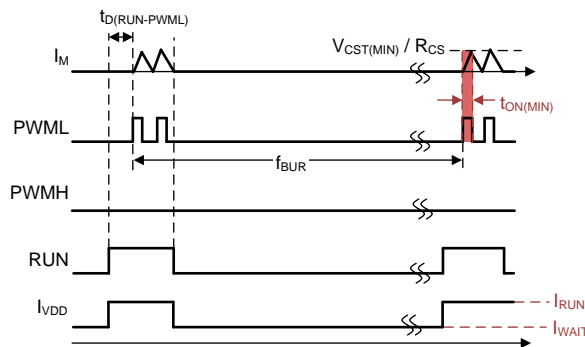 tD(RUN-PWML)
IM
VCST(MIN) / RCS
tON(MIN)
PWML
fBUR
PWMH
RUN
IVDD
IRUN
IWAIT